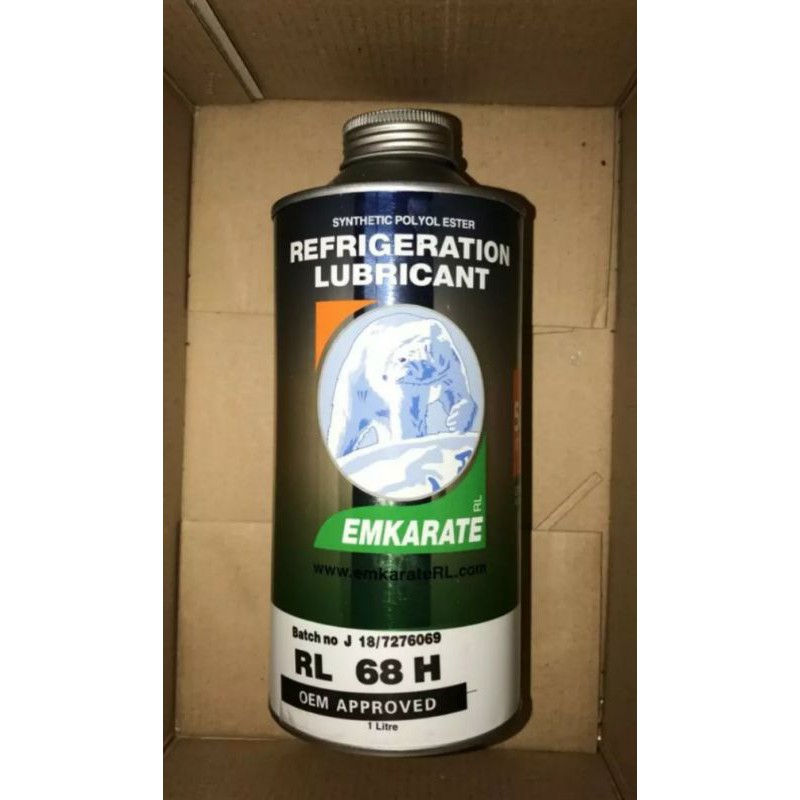 SYNTHETIC POLYOL ESTER
REFRIGERATION
LUBRICANT
EMKARATE RL
www.emkarateRL.com
Batch no J 18/7276069
RL 68 H
OEM APPROVED
1 Litre